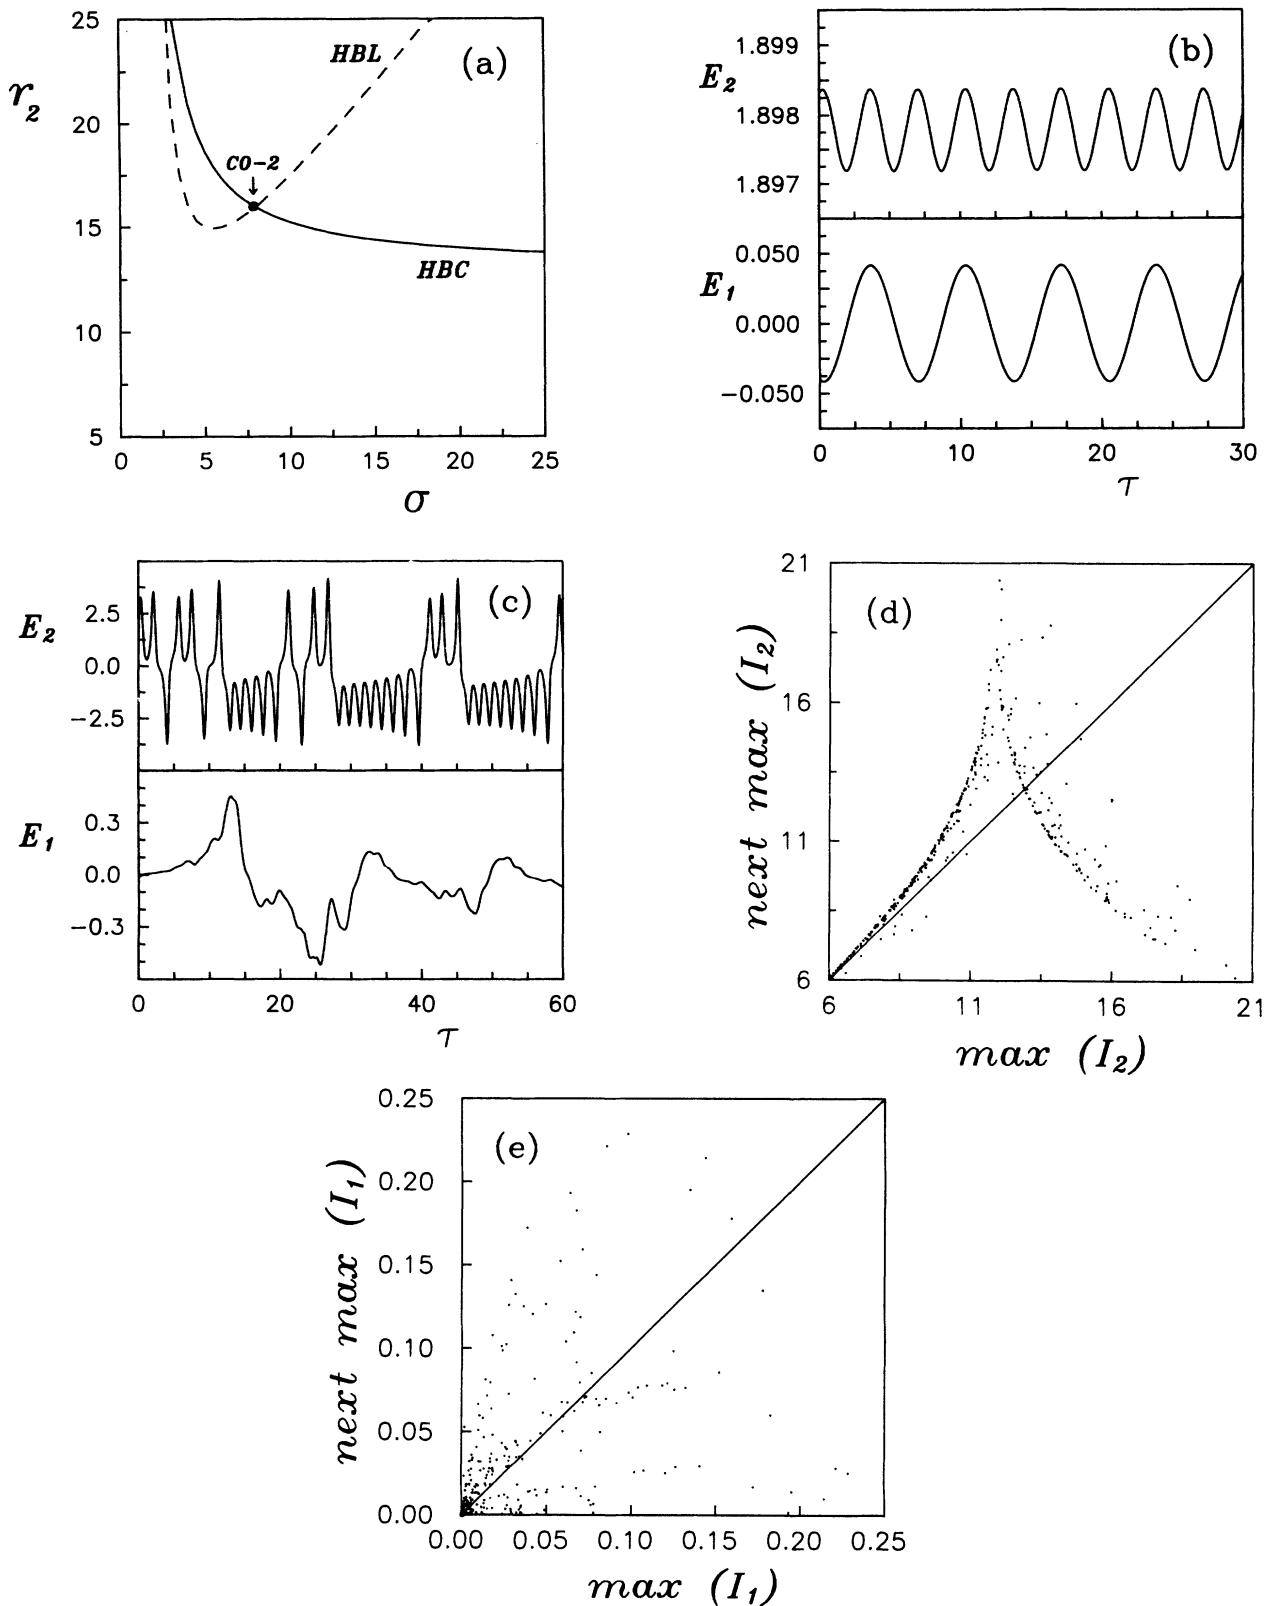 (a)
r2
25
20
15
10
5
HBL
CO-2
HBC
0 5 10 15 20 25
σ
(b)
E2
1.899
1.898
1.897
E1
0.050
0.000
−0.050
0 10 20 30
τ
(c)
E2
2.5
0.0
−2.5
E1
0.3
0.0
−0.3
0 20 40 60
τ
(d)
next max (I2)
21
16
11
6
6 11 16 21
max (I2)
(e)
next max (I1)
0.25
0.20
0.15
0.10
0.05
0.00
0.00 0.05 0.10 0.15 0.20 0.25
max (I1)